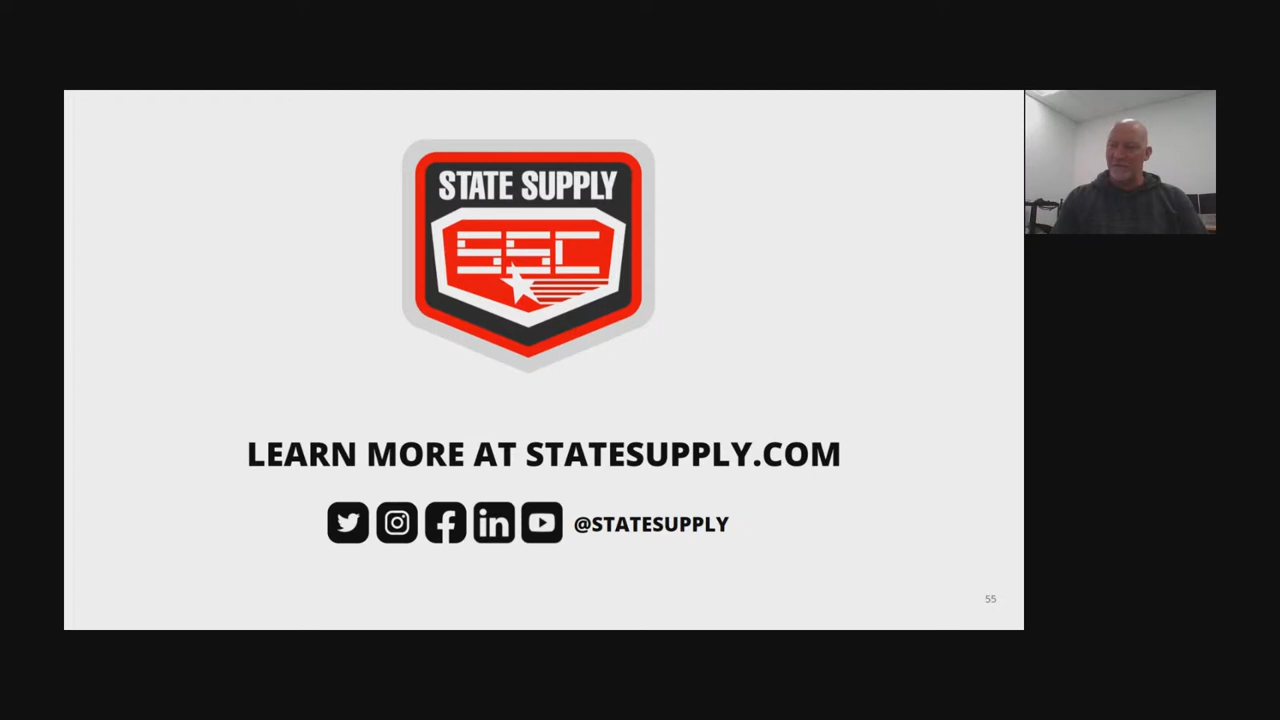 STATE SUPPLY
SSC
LEARN MORE AT STATESUPPLY.COM
@STATESUPPLY
55